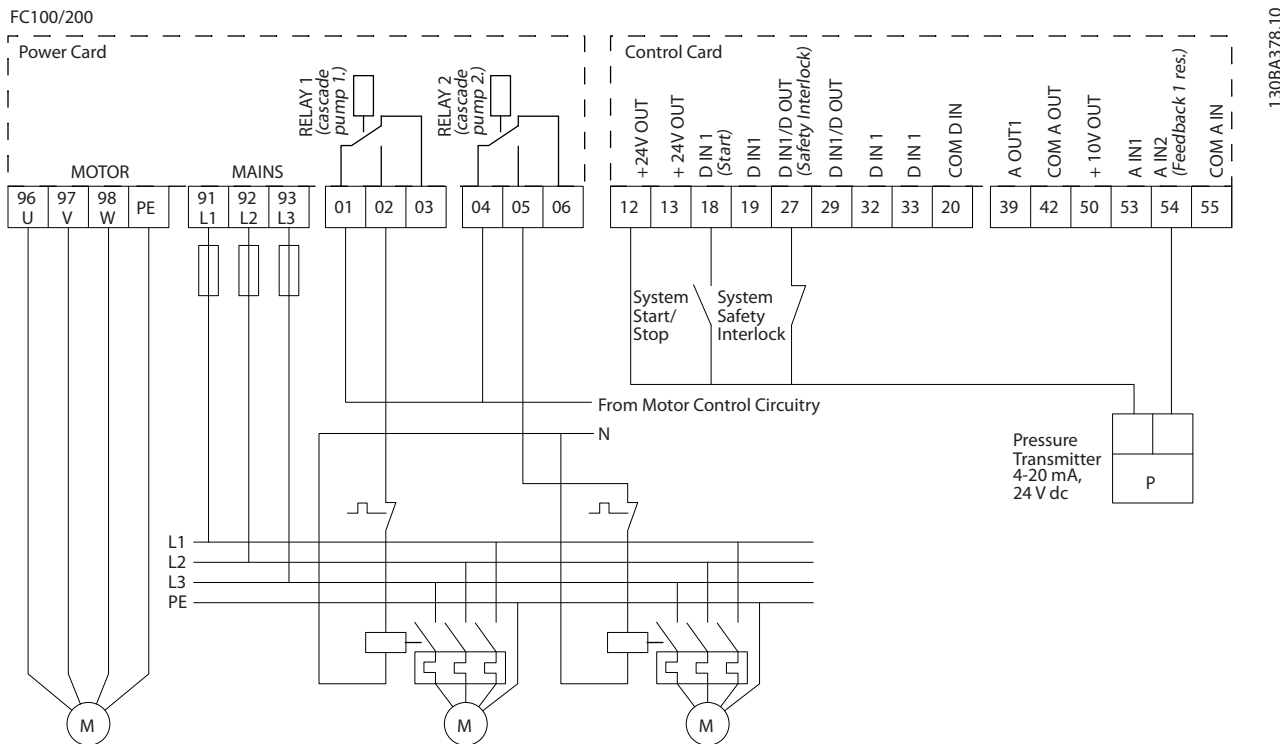 FC100/200
130BA378.10
Power Card
Control Card
RELAY 1
(cascade
pump 1.)
RELAY 2
(cascade
pump 2.)
+24V OUT
+ 24V OUT
D IN 1
(Start)
D IN1
D IN1/D OUT
(Safety Interlock)
D IN1/D OUT
D IN 1
D IN 1
COM D IN
A OUT1
COM A OUT
+ 10V OUT
A IN1
A IN2
(Feedback 1 res.)
COM A IN
MOTOR
MAINS
96
U
97
V
98
W
PE
91
L1
92
L2
93
L3
01
02
03
04
05
06
12
13
18
19
27
29
32
33
20
39
42
50
53
54
55
System
Start/
Stop
System
Safety
Interlock
From Motor Control Circuitry
N
Pressure
Transmitter
4-20 mA,
24 V dc
P
L1
L2
L3
PE
M
M
M